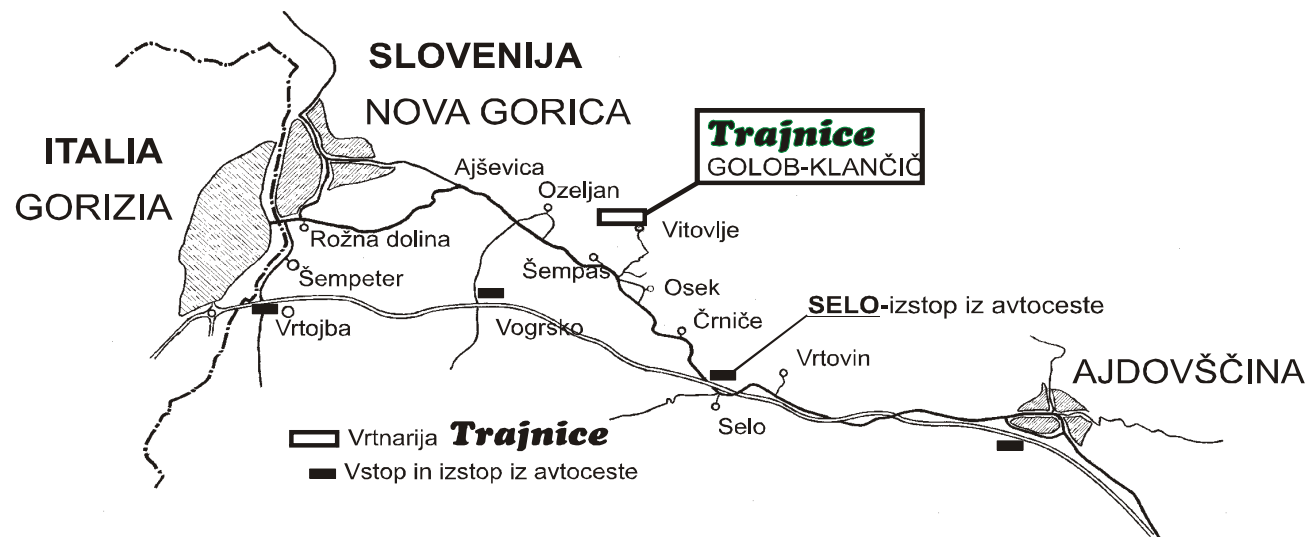 SLOVENIJA
NOVA GORICA
ITALIA
GORIZIA
Trajnice
GOLOB-KLANČIČ
Ajševica
Ozeljan
Vitovlje
Rožna dolina
Šempeter
Šempas
Osek
SELO-izstop iz avtoceste
Vrtojba
Vogrsko
Črniče
Vrtovin
AJDOVŠČINA
Selo
Vrtnarija Trajnice
Vstop in izstop iz avtoceste